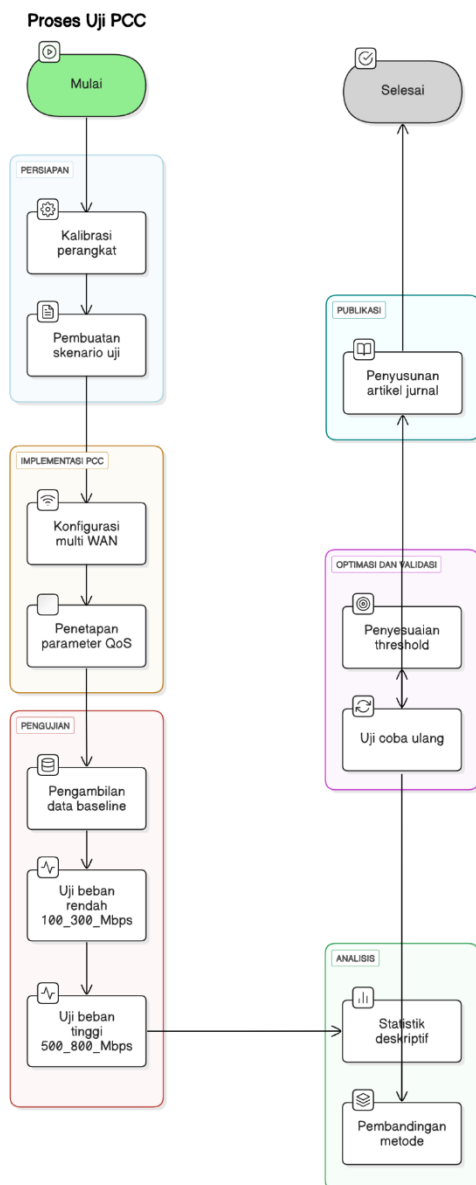 Proses Uji PCC
Mulai
PERSIAPAN
Kalibrasi
perangkat
Pembuatan
skenario uji
IMPLEMENTASI PCC
Konfigurasi
multi WAN
Penetapan
parameter QoS
PENGUJIAN
Pengambilan
data baseline
Uji beban
rendah
100_300_Mbps
Uji beban
tinggi
500_800_Mbps
Selesai
PUBLIKASI
Penyusunan
artikel jurnal
OPTIMASI DAN VALIDASI
Penyesuaian
threshold
Uji coba ulang
ANALISIS
Statistik
deskriptif
Pembandingan
metode